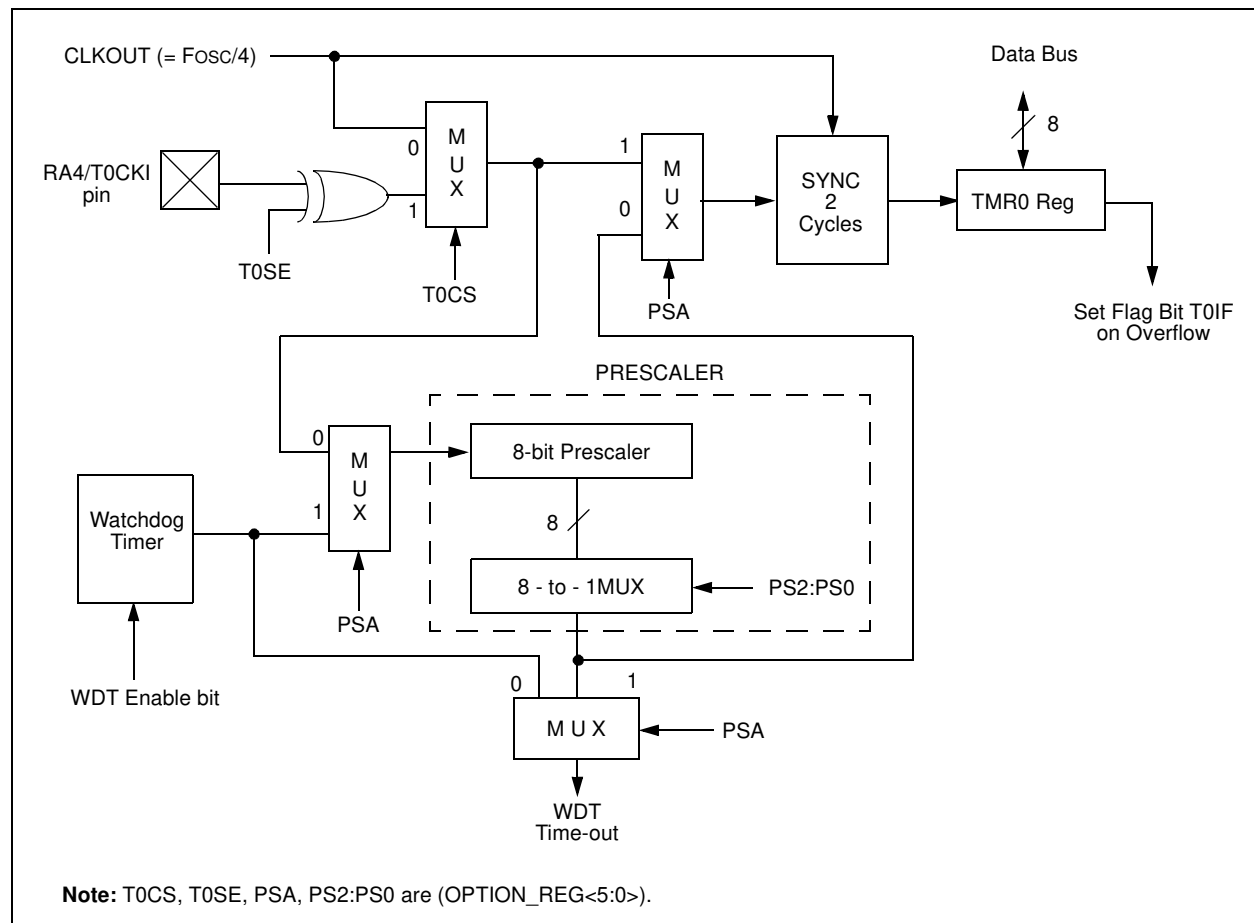 CLKOUT (= FOSC/4)
Data Bus
8
RA4/T0CKI
pin
0
1
M
U
X
T0SE
T0CS
1
0
M
U
X
PSA
SYNC
2
Cycles
TMR0 Reg
Set Flag Bit T0IF
on Overflow
PRESCALER
0
1
M
U
X
PSA
8-bit Prescaler
8
8 - to - 1MUX
PS2:PS0
Watchdog
Timer
WDT Enable bit
0
1
M U X
PSA
WDT
Time-out
Note: T0CS, T0SE, PSA, PS2:PS0 are (OPTION_REG<5:0>).